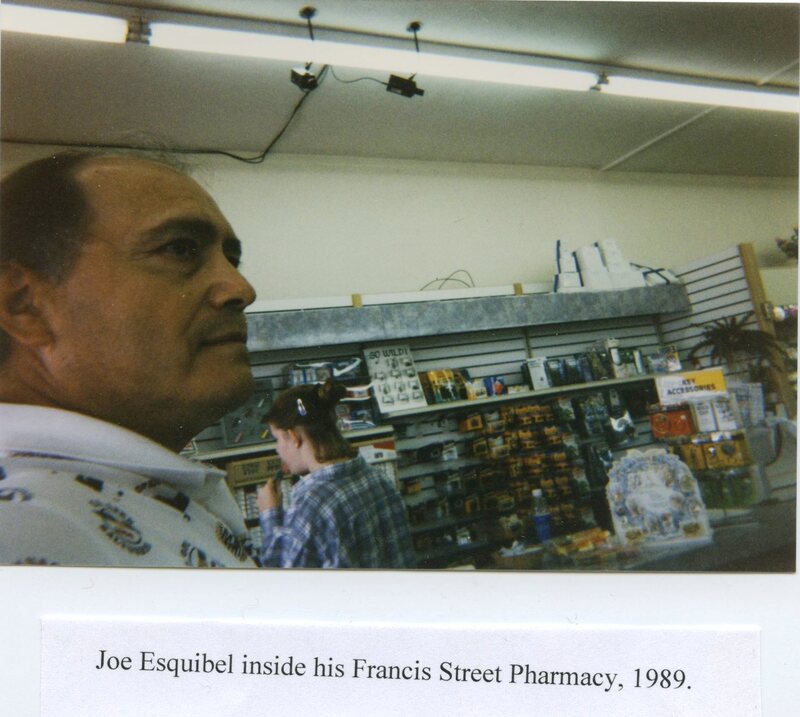 SO WILD!
KEY
ACCESSORIES
Joe Esquibel inside his Francis Street Pharmacy, 1989.